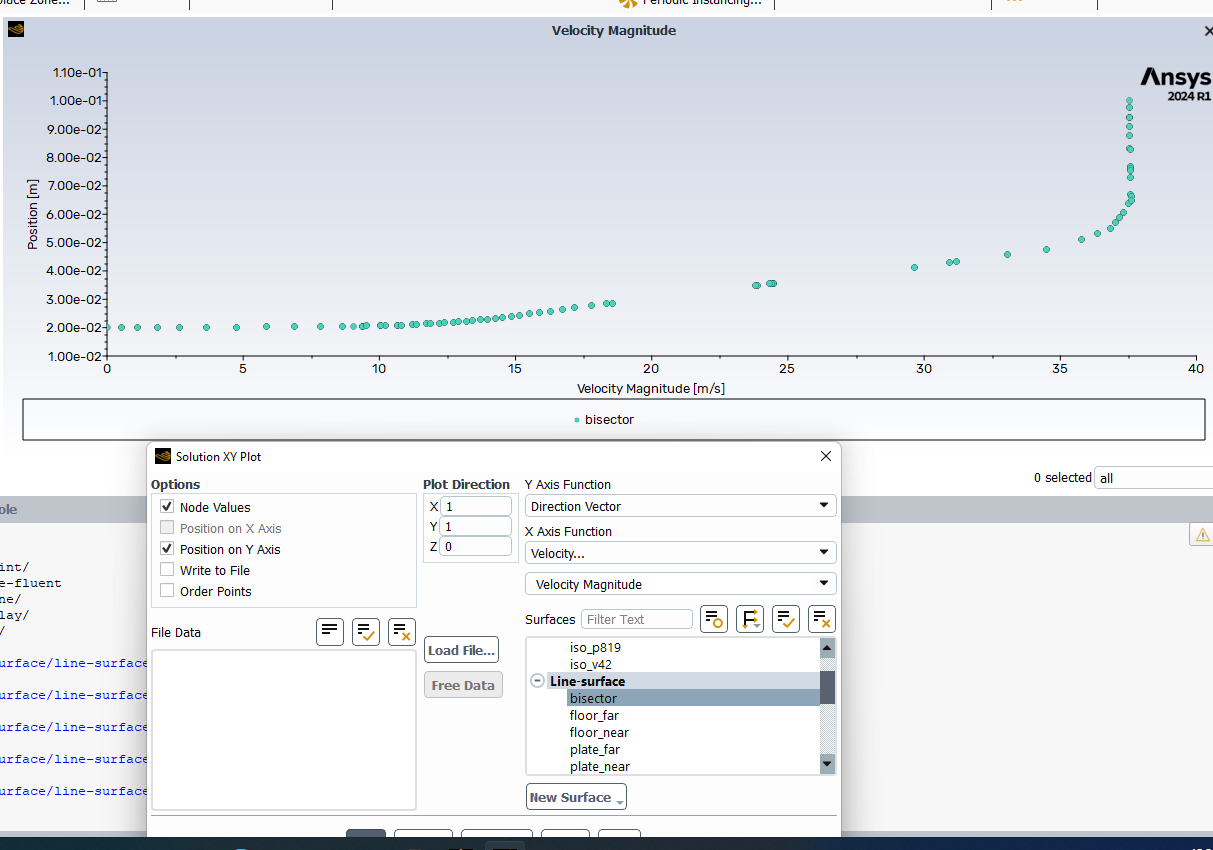 Periodic Instancing...
Velocity Magnitude
Ansys
2024 R1
1.10e-01
1.00e-01
9.00e-02
8.00e-02
7.00e-02
6.00e-02
5.00e-02
4.00e-02
3.00e-02
2.00e-02
1.00e-02
Position [m]
0 5 10 15 20 25 30 35 40
Velocity Magnitude [m/s]
bisector
0 selected all
Solution XY Plot
Options
Node Values
Position on X Axis
Position on Y Axis
Write to File
Order Points
Plot Direction
X 1
Y 1
Z 0
Y Axis Function
Direction Vector
X Axis Function
Velocity...
Velocity Magnitude
File Data
Load File...
Free Data
Surfaces Filter Text
iso_p819
iso_v42
Line-surface
bisector
floor_far
floor_near
plate_far
plate_near
New Surface
ole
int/
e-fluent
ne/
lay/
/
urface/line-surface
urface/line-surface
urface/line-surface
urface/line-surface
urface/line-surface